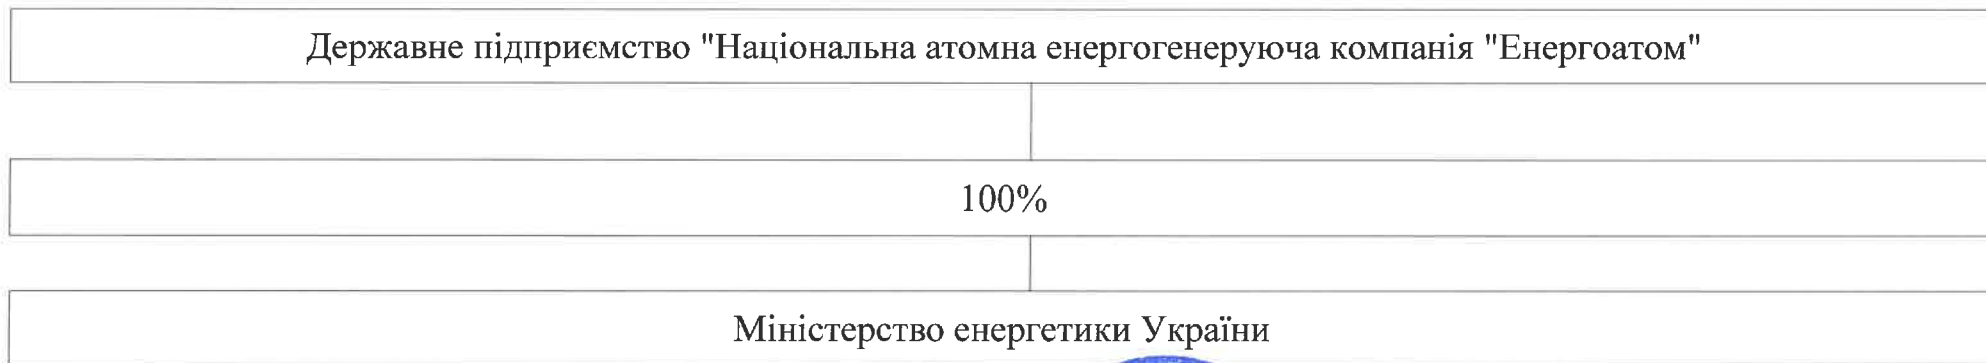 Державне підприємство "Національна атомна енергогенеруюча компанія "Енергоатом"
100%
Міністерство енергетики України